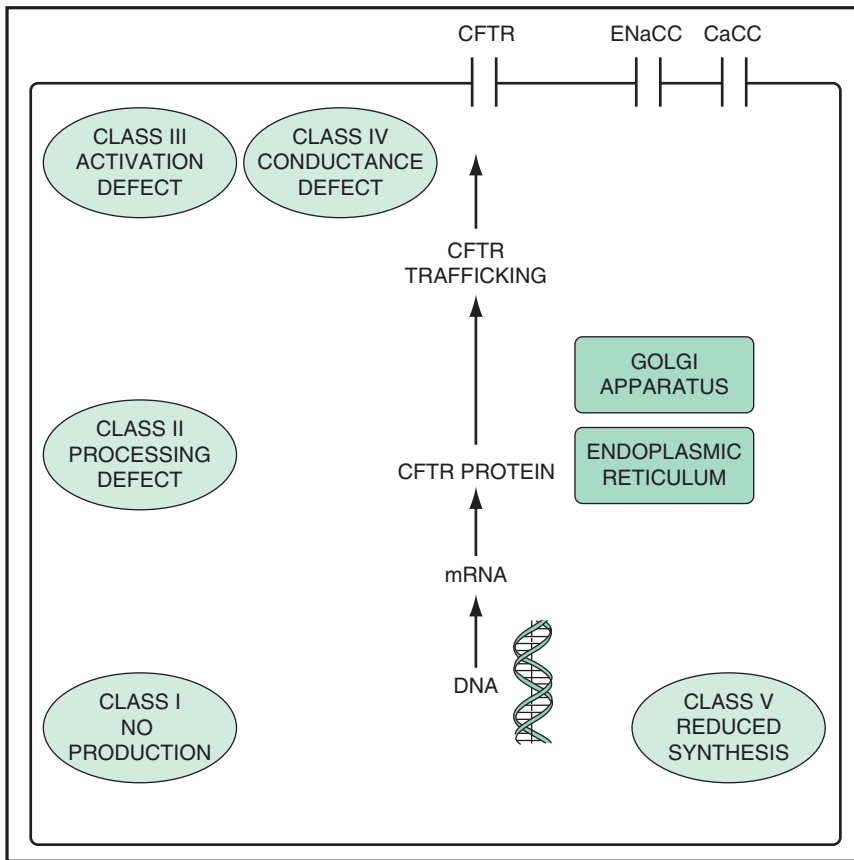 CFTR
ENaCC
CaCC
CLASS III
ACTIVATION
DEFECT
CLASS IV
CONDUCTANCE
DEFECT
CFTR
TRAFFICKING
GOLGI
APPARATUS
CLASS II
PROCESSING
DEFECT
CFTR PROTEIN
ENDOPLASMIC
RETICULUM
mRNA
DNA
CLASS I
NO
PRODUCTION
CLASS V
REDUCED
SYNTHESIS